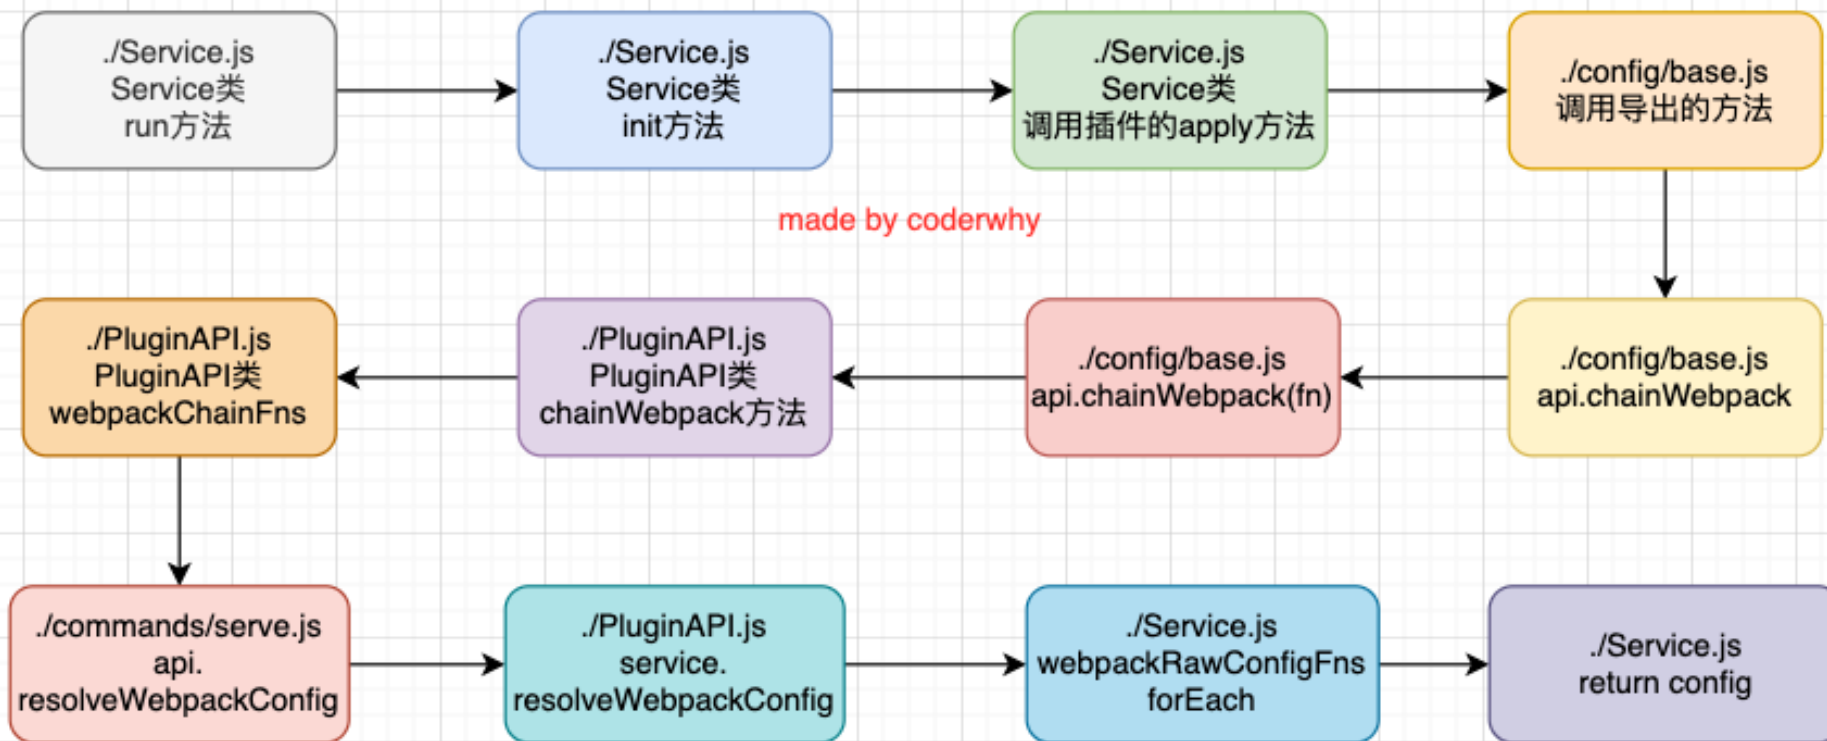 ./Service.js
Service类
run方法
./Service.js
Service类
init方法
./Service.js
Service类
调用插件的apply方法
./config/base.js
调用导出的方法
made by coderwhy
./PluginAPI.js
PluginAPI类
webpackChainFns
./PluginAPI.js
PluginAPI类
chainWebpack方法
./config/base.js
api.chainWebpack(fn)
./config/base.js
api.chainWebpack
./commands/serve.js
api.
resolveWebpackConfig
./PluginAPI.js
service.
resolveWebpackConfig
./Service.js
webpackRawConfigFns
forEach
./Service.js
return config